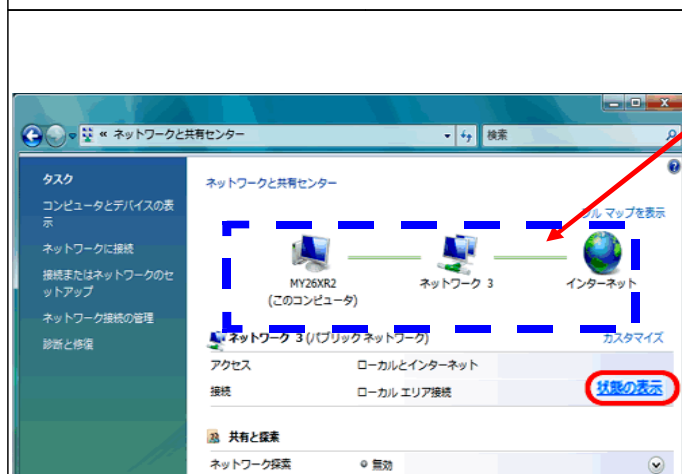 « ネットワークと共有センター
検索
タスク
コンピュータとデバイスの表
示
ネットワークに接続
接続またはネットワークのセ
ットアップ
ネットワーク接続の管理
診断と修復
ネットワークと共有センター
フル マップを表示
MY26XR2
(このコンピュータ)
ネットワーク 3
インターネット
ネットワーク 3 (パブリック ネットワーク)
カスタマイズ
アクセス
ローカルとインターネット
接続
ローカル エリア接続
状態の表示
共有と探索
ネットワーク探索
無効